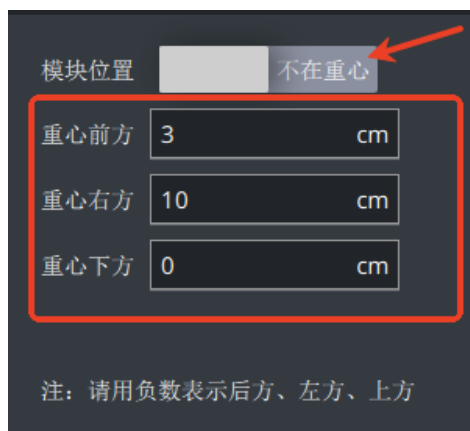 模块位置 不在重心
重心前方 3 cm
重心右方 10 cm
重心下方 0 cm
注：请用负数表示后方、左方、上方